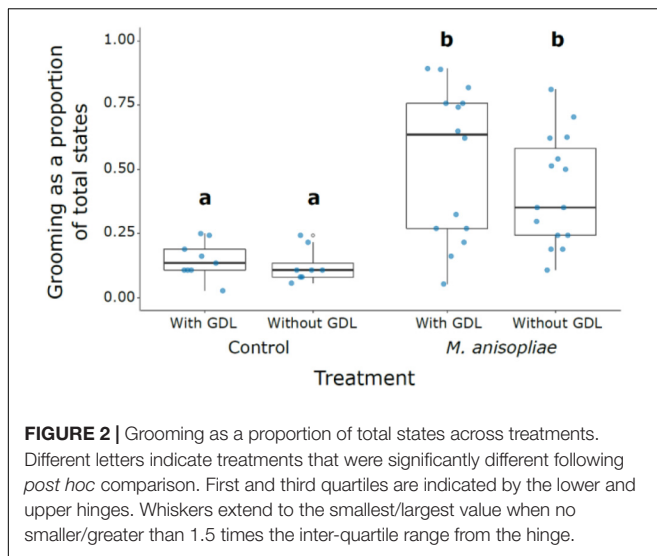 1.00
b
b
0.75
0.50
a
a
0.25
0.00
Grooming as a proportion
of total states
With GDL
Without GDL
With GDL
Without GDL
Control
M. anisopliae
Treatment
FIGURE 2 | Grooming as a proportion of total states across treatments.
Different letters indicate treatments that were significantly different following
post hoc comparison. First and third quartiles are indicated by the lower and
upper hinges. Whiskers extend to the smallest/largest value when no
smaller/greater than 1.5 times the inter-quartile range from the hinge.